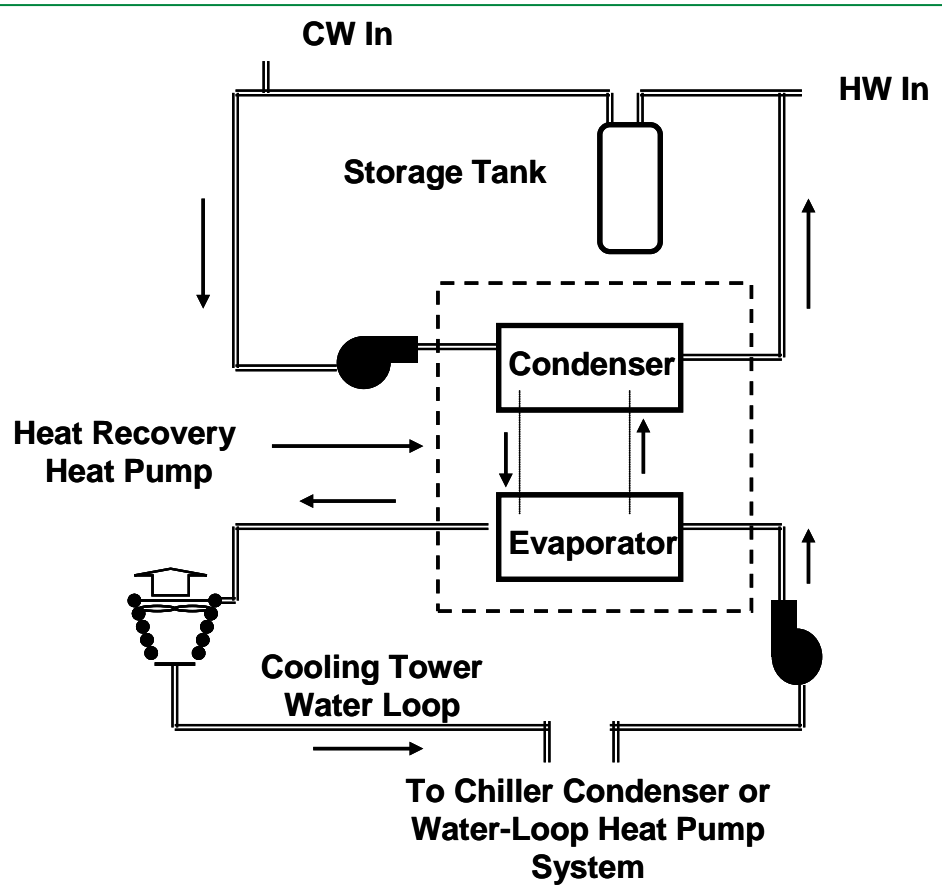 CW In
HW In
Storage Tank
Condenser
Heat Recovery
Heat Pump
Evaporator
Cooling Tower
Water Loop
To Chiller Condenser or
Water-Loop Heat Pump
System